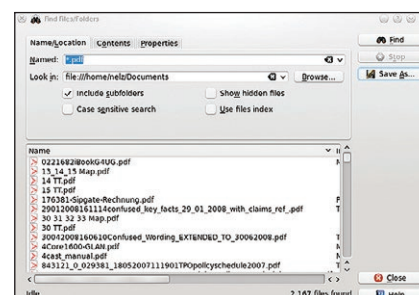 Find Files/Folders
Name/Location Contents Properties
Named: *.pdf
Look in: file:///home/nelz/Documents Browse...
Include subfolders Show hidden files
Case sensitive search Use files index
Find
Stop
Save As...
Name
0221682iBookG4UG.pdf
13_14_15 Map.pdf
14 TT.pdf
15 TT.pdf
176381-Sipgate-Rechnung.pdf
29012008161114confused_key_facts_29_01_2008_with_claims_ref_.pdf
30 31 32 33 Map.pdf
30 TT.pdf
30042008160610Confused_Wording_EXTENDED_TO_30062008.pdf
4Core1600-GLAN.pdf
4cast_manual.pdf
843121_0_029381_18052007111901TPOpolicyschedule2007.pdf
Close
Idle 2,167 files found Help